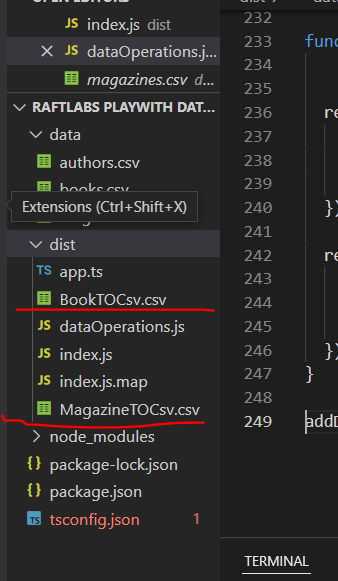 OPEN EDITORS
JS index.js dist
JS dataOperations.j...
magazines.csv d...
RAFTLABS PLAYWITH DAT...
data
authors.csv
books.csv
Extensions (Ctrl+Shift+X)
dist
TS app.ts
BookTOCsv.csv
JS dataOperations.js
JS index.js
JS index.js.map
MagazineTOCsv.csv
node_modules
{} package-lock.json
{} package.json
TS tsconfig.json 1
232
233 func
234
235
236 re
237
238
239
240 })
241
242 re
243
244
245
246 })
247 }
248
249 addD
TERMINAL